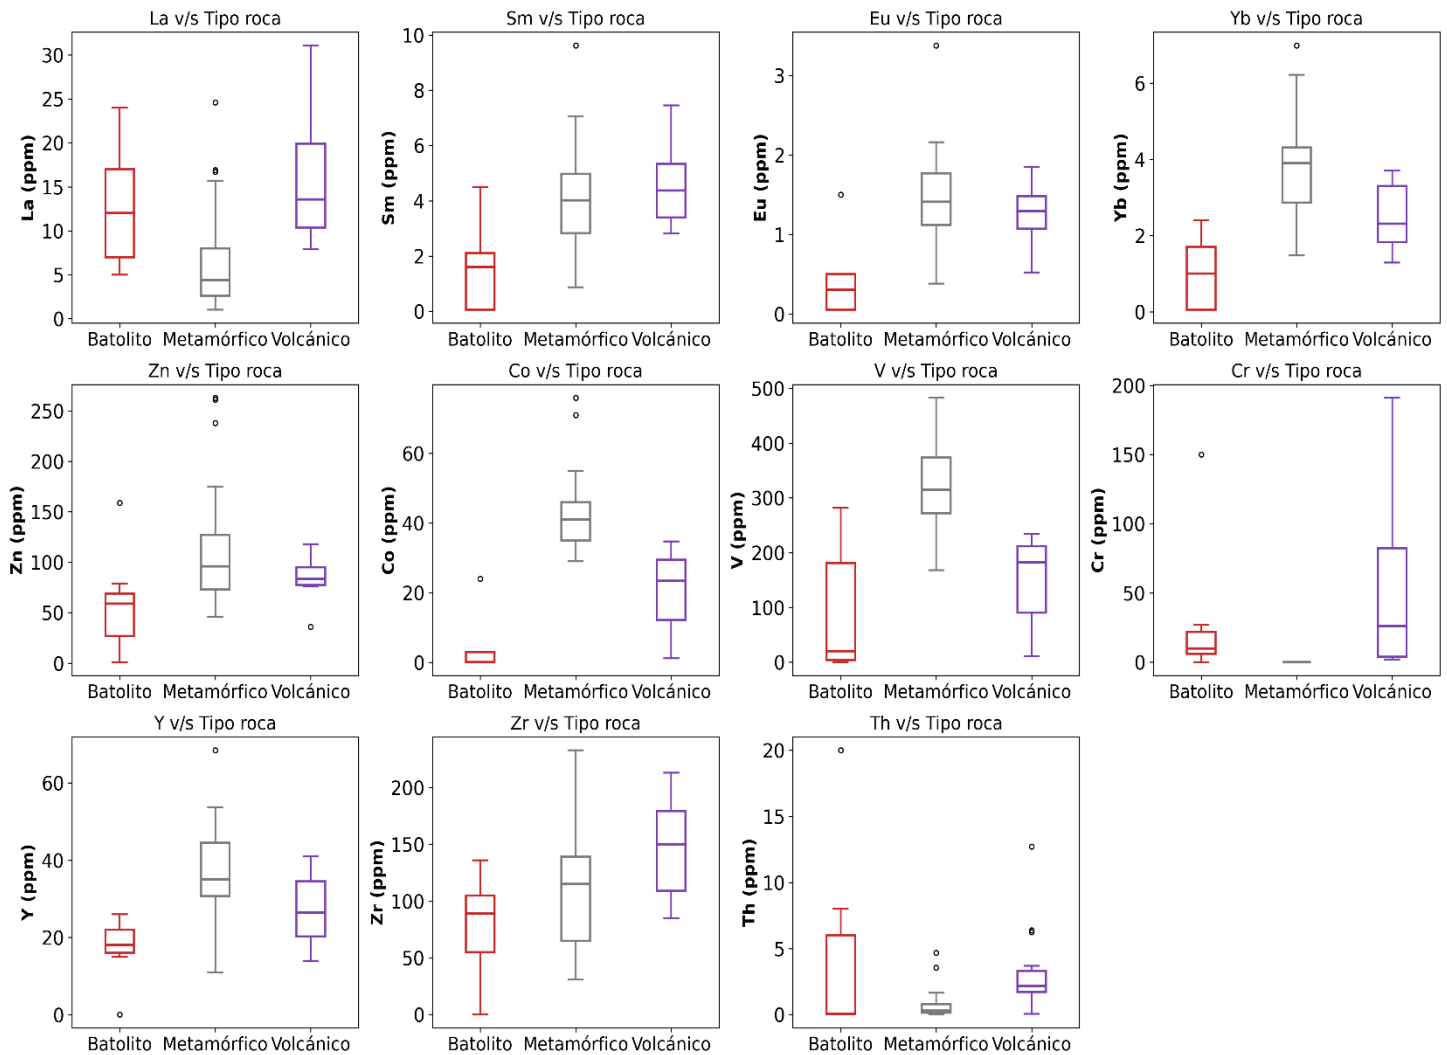 La v/s Tipo roca
La (ppm)
30
25
20
15
10
5
0
Batolito Metamórfico Volcánico
Sm v/s Tipo roca
Sm (ppm)
10
8
6
4
2
0
Batolito Metamórfico Volcánico
Eu v/s Tipo roca
Eu (ppm)
3
2
1
0
Batolito Metamórfico Volcánico
Yb v/s Tipo roca
Yb (ppm)
6
4
2
0
Batolito Metamórfico Volcánico
Zn v/s Tipo roca
Zn (ppm)
250
200
150
100
50
0
Batolito Metamórfico Volcánico
Co v/s Tipo roca
Co (ppm)
60
40
20
0
Batolito Metamórfico Volcánico
V v/s Tipo roca
V (ppm)
500
400
300
200
100
0
Batolito Metamórfico Volcánico
Cr v/s Tipo roca
Cr (ppm)
200
150
100
50
0
Batolito Metamórfico Volcánico
Y v/s Tipo roca
Y (ppm)
60
40
20
0
Batolito Metamórfico Volcánico
Zr v/s Tipo roca
Zr (ppm)
200
150
100
50
0
Batolito Metamórfico Volcánico
Th v/s Tipo roca
Th (ppm)
20
15
10
5
0
Batolito Metamórfico Volcánico